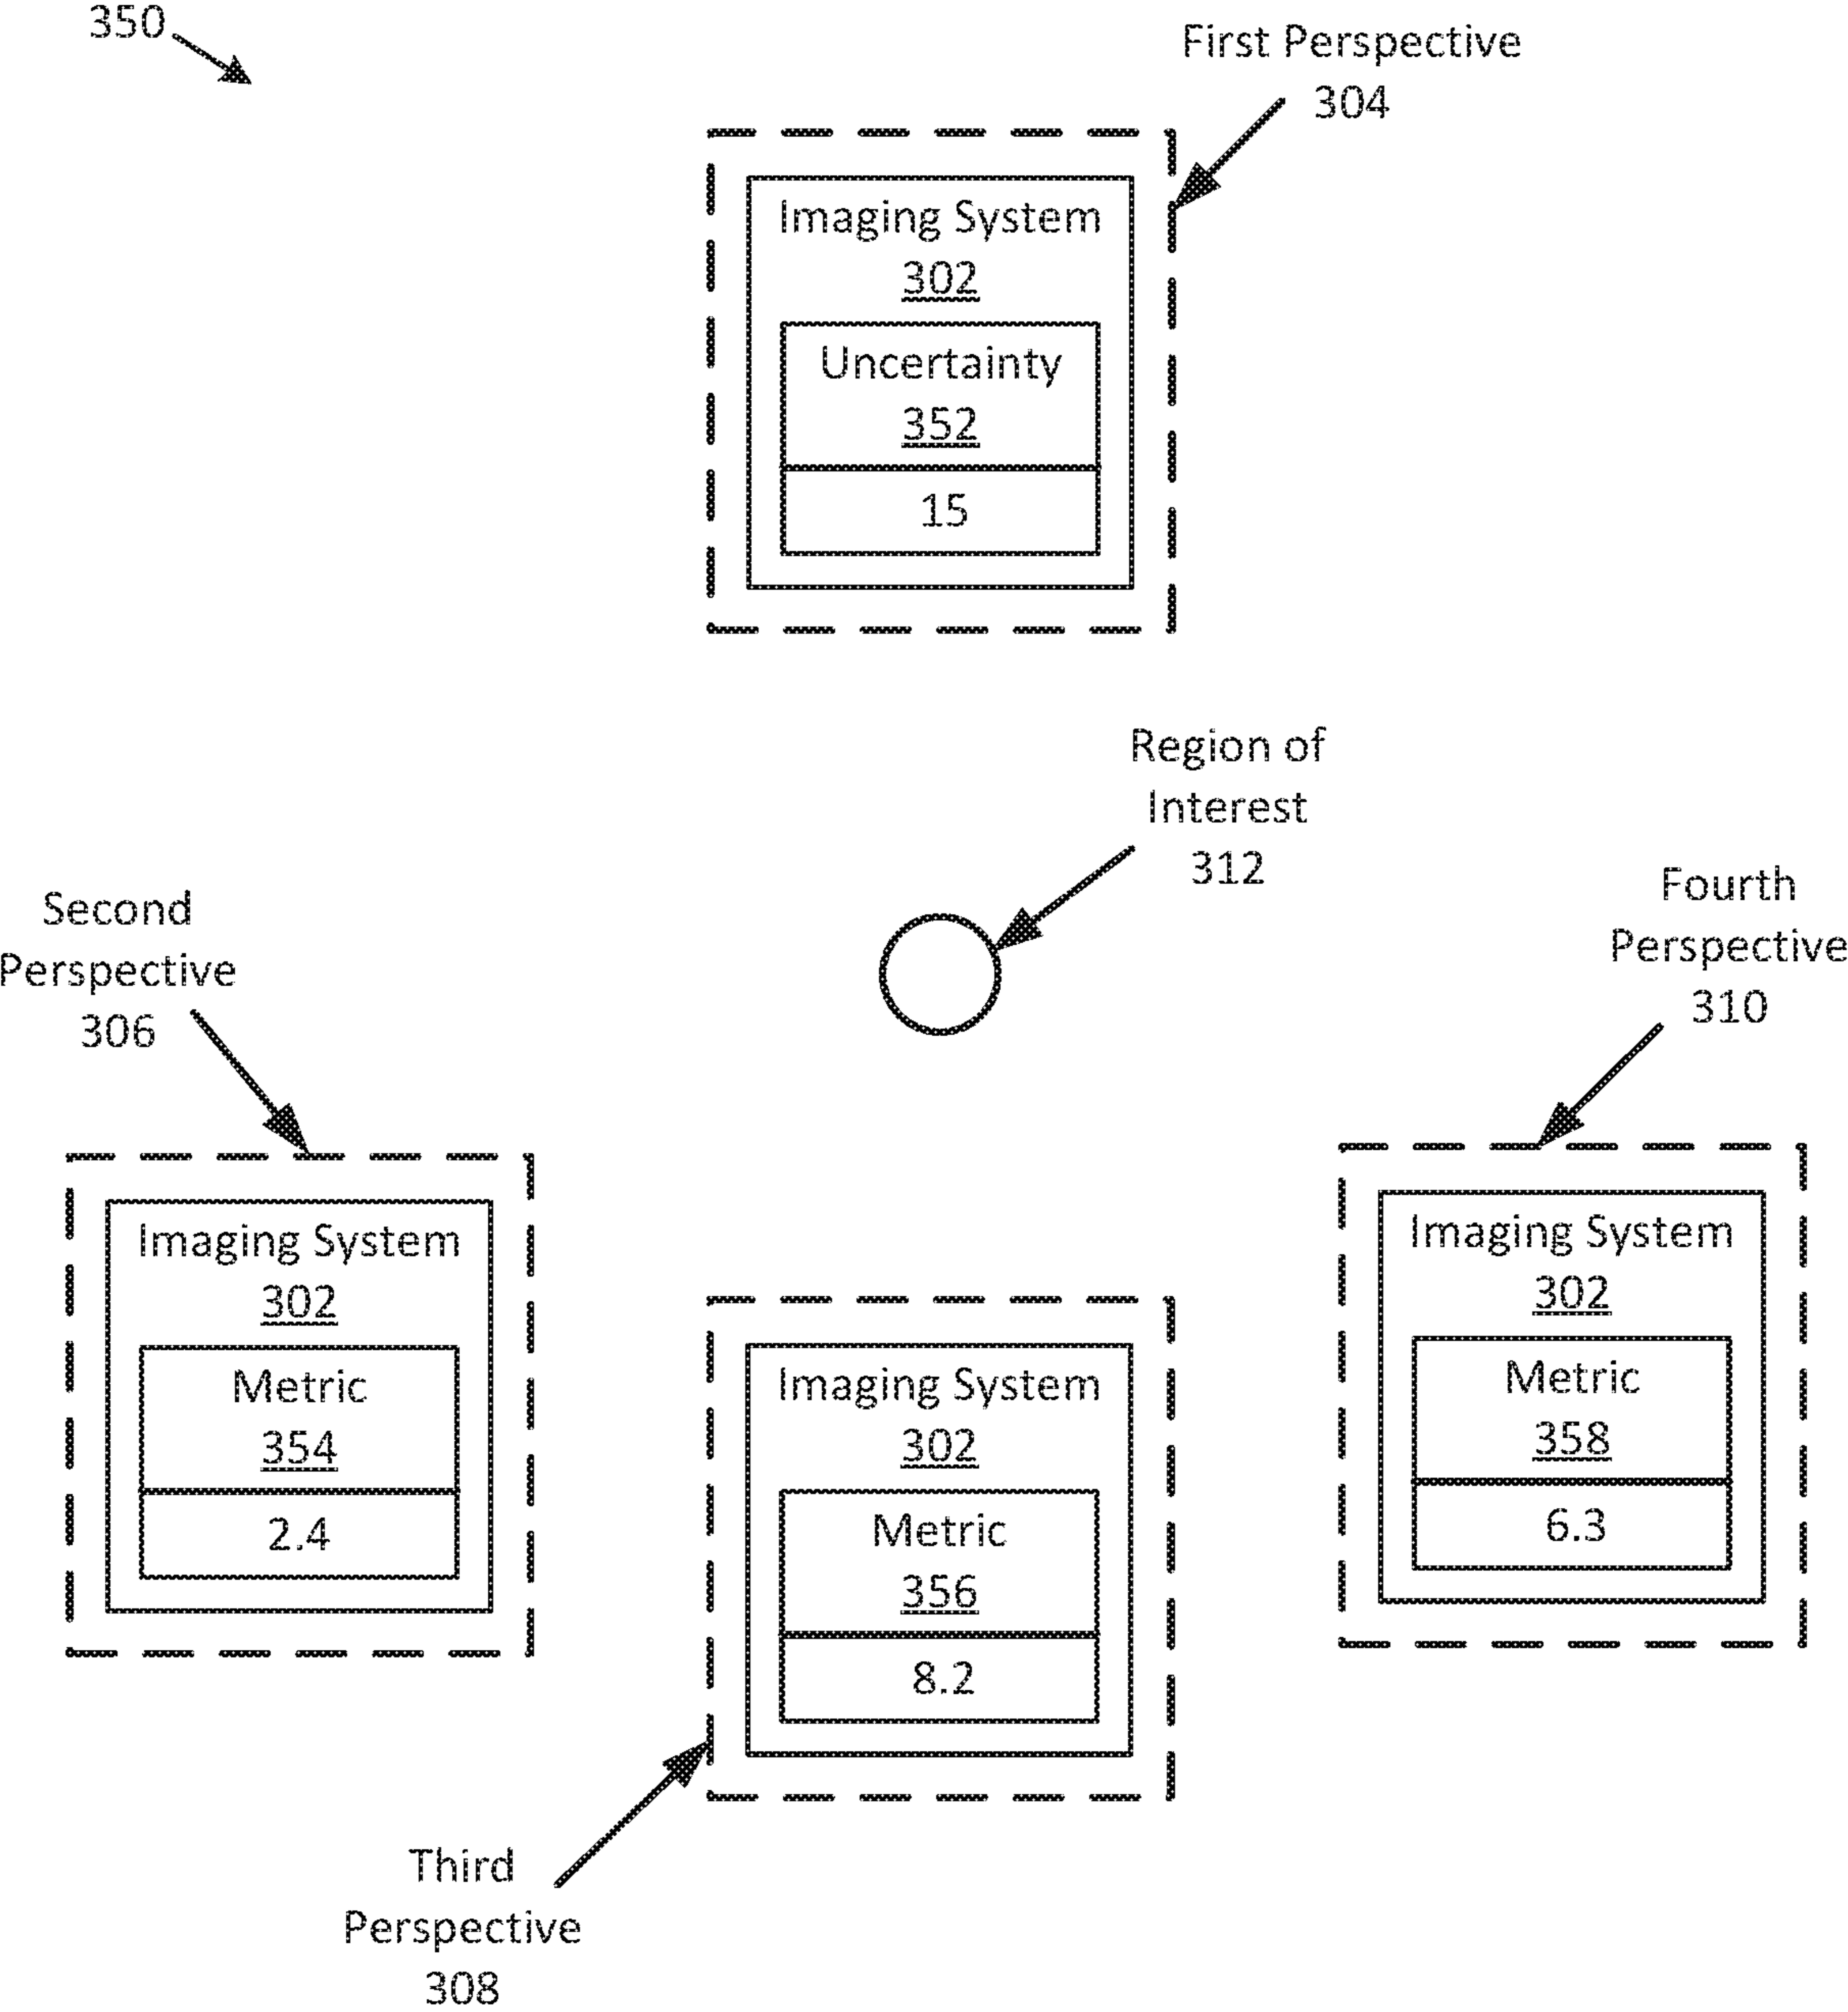 350
First Perspective
304
Imaging System
302
Uncertainty
352
15
Region of
Interest
312
Second
Perspective
306
Fourth
Perspective
310
Imaging System
302
Metric
354
2.4
Imaging System
302
Metric
356
8.2
Imaging System
302
Metric
358
6.3
Third
Perspective
308